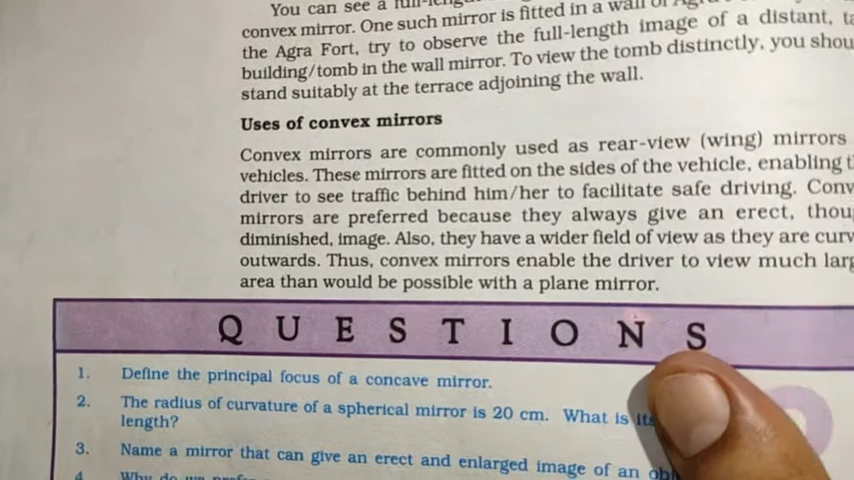 You can see a full-length
convex mirror. One such mirror is fitted in a wall of Agra
the Agra Fort, try to observe the full-length image of a distant,
building/tomb in the wall mirror. To view the tomb distinctly, you
stand suitably at the terrace adjoining the wall.
Uses of convex mirrors
Convex mirrors are commonly used as rear-view (wing) mirrors
vehicles. These mirrors are fitted on the sides of the vehicle, enabling
driver to see traffic behind him/her to facilitate safe driving.
mirrors are preferred because they always give an erect,
diminished, image. Also, they have a wider field of view as they are
outwards. Thus, convex mirrors enable the driver to view much
area than would be possible with a plane mirror.
QUESTIONS
1. Define the principal focus of a concave mirror.
2. The radius of curvature of a spherical mirror is 20 cm. What is its
length?
3. Name a mirror that can give an erect and enlarged image of an
4. Why do we